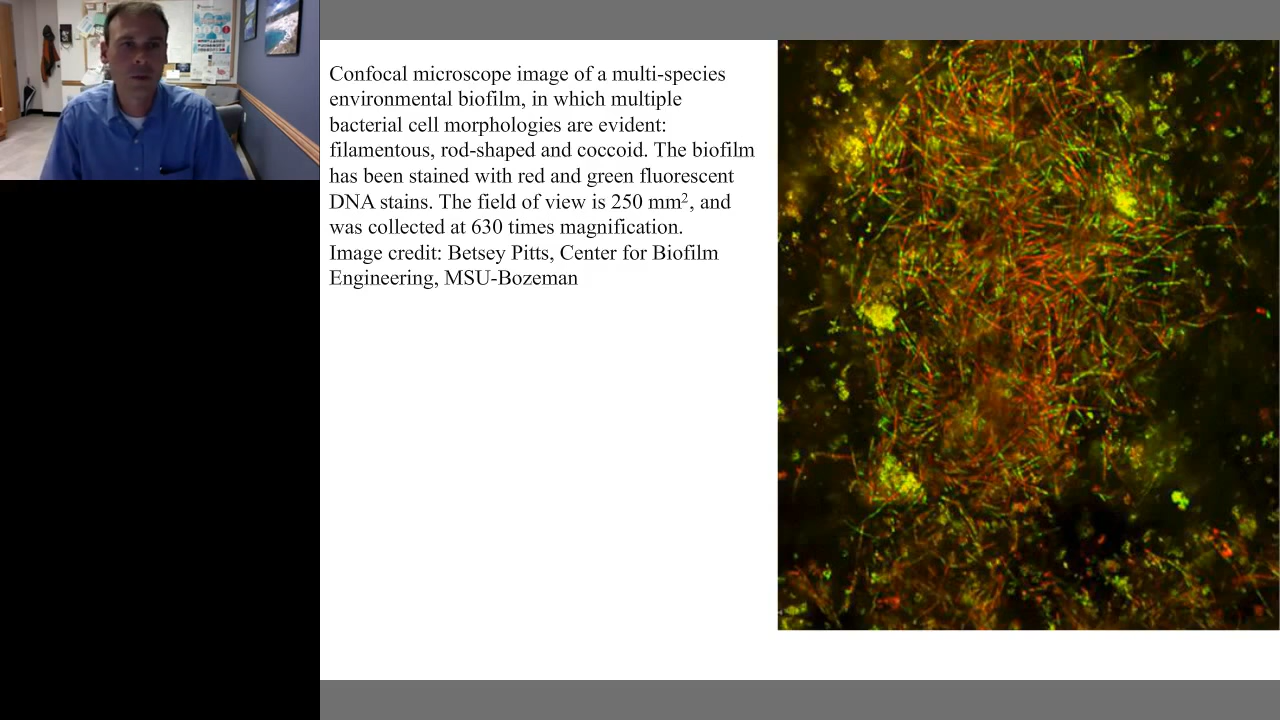 Confocal microscope image of a multi-species
environmental biofilm, in which multiple
bacterial cell morphologies are evident:
filamentous, rod-shaped and coccoid. The biofilm
has been stained with red and green fluorescent
DNA stains. The field of view is 250 mm², and
was collected at 630 times magnification.
Image credit: Betsey Pitts, Center for Biofilm
Engineering, MSU-Bozeman